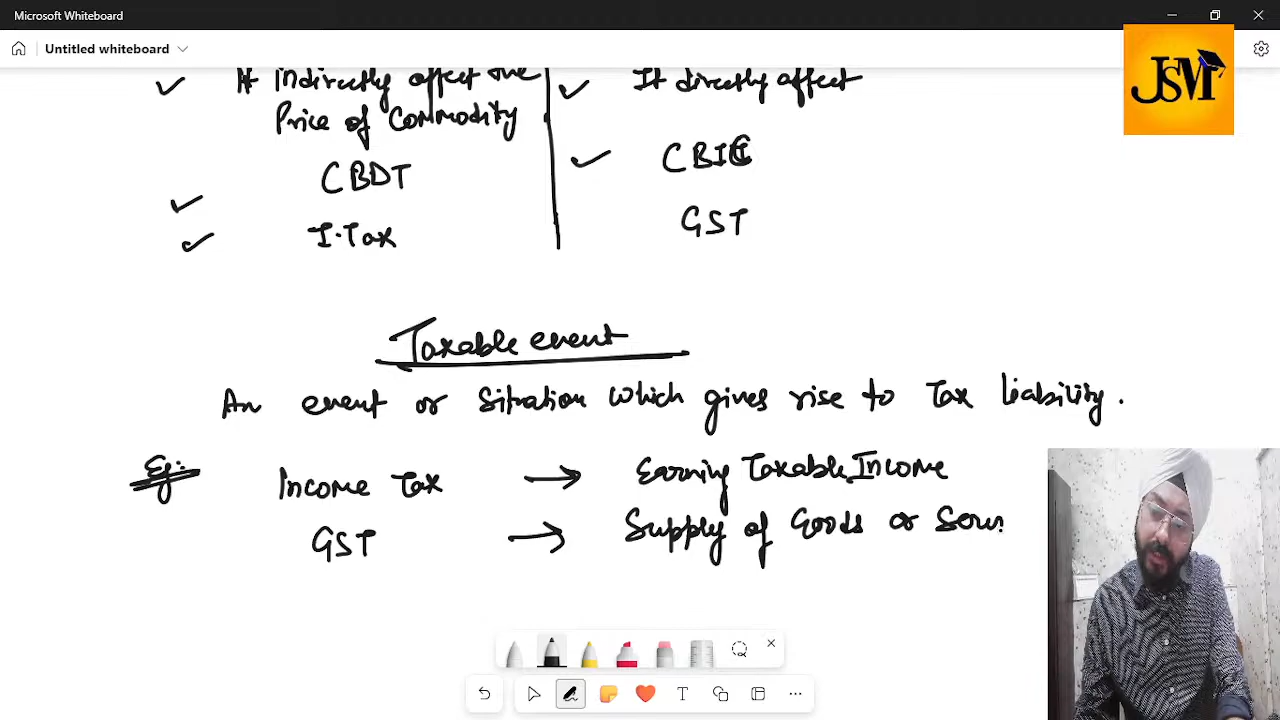 Microsoft Whiteboard
Untitled whiteboard
JSM
It indirectly affect the
Price of Commodity
CBDT
I.Tax
It directly affect
CBIC
GST
Taxable event
An event or situation which gives rise to Tax liability.
Eg:- Income Tax → Earning Taxable Income
GST → Supply of Goods or Serv